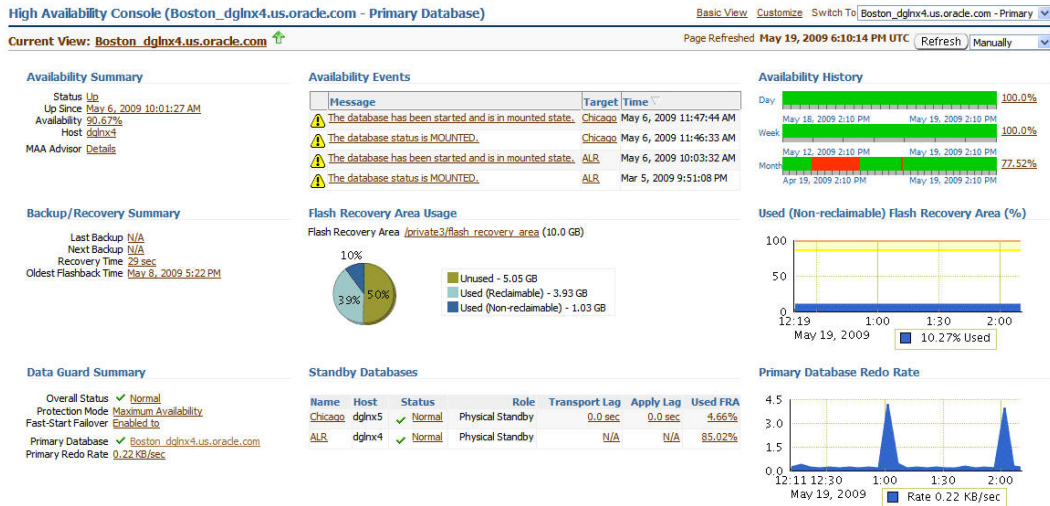 High Availability Console (Boston_dglnx4.us.oracle.com - Primary Database)
Basic View Customize Switch To Boston_dglnx4.us.oracle.com - Primary
Current View: Boston_dglnx4.us.oracle.com
Page Refreshed May 19, 2009 6:10:14 PM UTC Refresh Manually
Availability Summary
Status Up
Up Since May 6, 2009 10:01:27 AM
Availability 90.67%
Host dglnx4
MAA Advisor Details
Availability Events
Message Target Time
The database has been started and is in mounted state. Chicago May 6, 2009 11:47:44 AM
The database status is MOUNTED. Chicago May 6, 2009 11:46:33 AM
The database has been started and is in mounted state. ALR May 6, 2009 10:03:32 AM
The database status is MOUNTED. ALR Mar 5, 2009 9:51:08 PM
Availability History
Day 100.0%
May 18, 2009 2:10 PM May 19, 2009 2:10 PM
Week 100.0%
May 12, 2009 2:10 PM May 19, 2009 2:10 PM
Month 77.52%
Apr 19, 2009 2:10 PM May 19, 2009 2:10 PM
Backup/Recovery Summary
Last Backup N/A
Next Backup N/A
Recovery Time 29 sec
Oldest Flashback Time May 8, 2009 5:22 PM
Flash Recovery Area Usage
Flash Recovery Area /private3/flash_recovery_area (10.0 GB)
10%
39% 50%
Unused - 5.05 GB
Used (Reclaimable) - 3.93 GB
Used (Non-reclaimable) - 1.03 GB
Used (Non-reclaimable) Flash Recovery Area (%)
100
50
0
12:19 1:00 1:30 2:00
May 19, 2009
10.27% Used
Data Guard Summary
Overall Status Normal
Protection Mode Maximum Availability
Fast-Start Failover Enabled to
Primary Database Boston_dglnx4.us.oracle.com
Primary Redo Rate 0.22 KB/sec
Standby Databases
Name Host Status Role Transport Lag Apply Lag Used FRA
Chicago dglnx5 Normal Physical Standby 0.0 sec 0.0 sec 4.66%
ALR dglnx4 Normal Physical Standby N/A N/A 85.02%
Primary Database Redo Rate
4.5
3.0
1.5
0.0
12:11 12:30 1:00 1:30 2:00
May 19, 2009
Rate 0.22 KB/sec